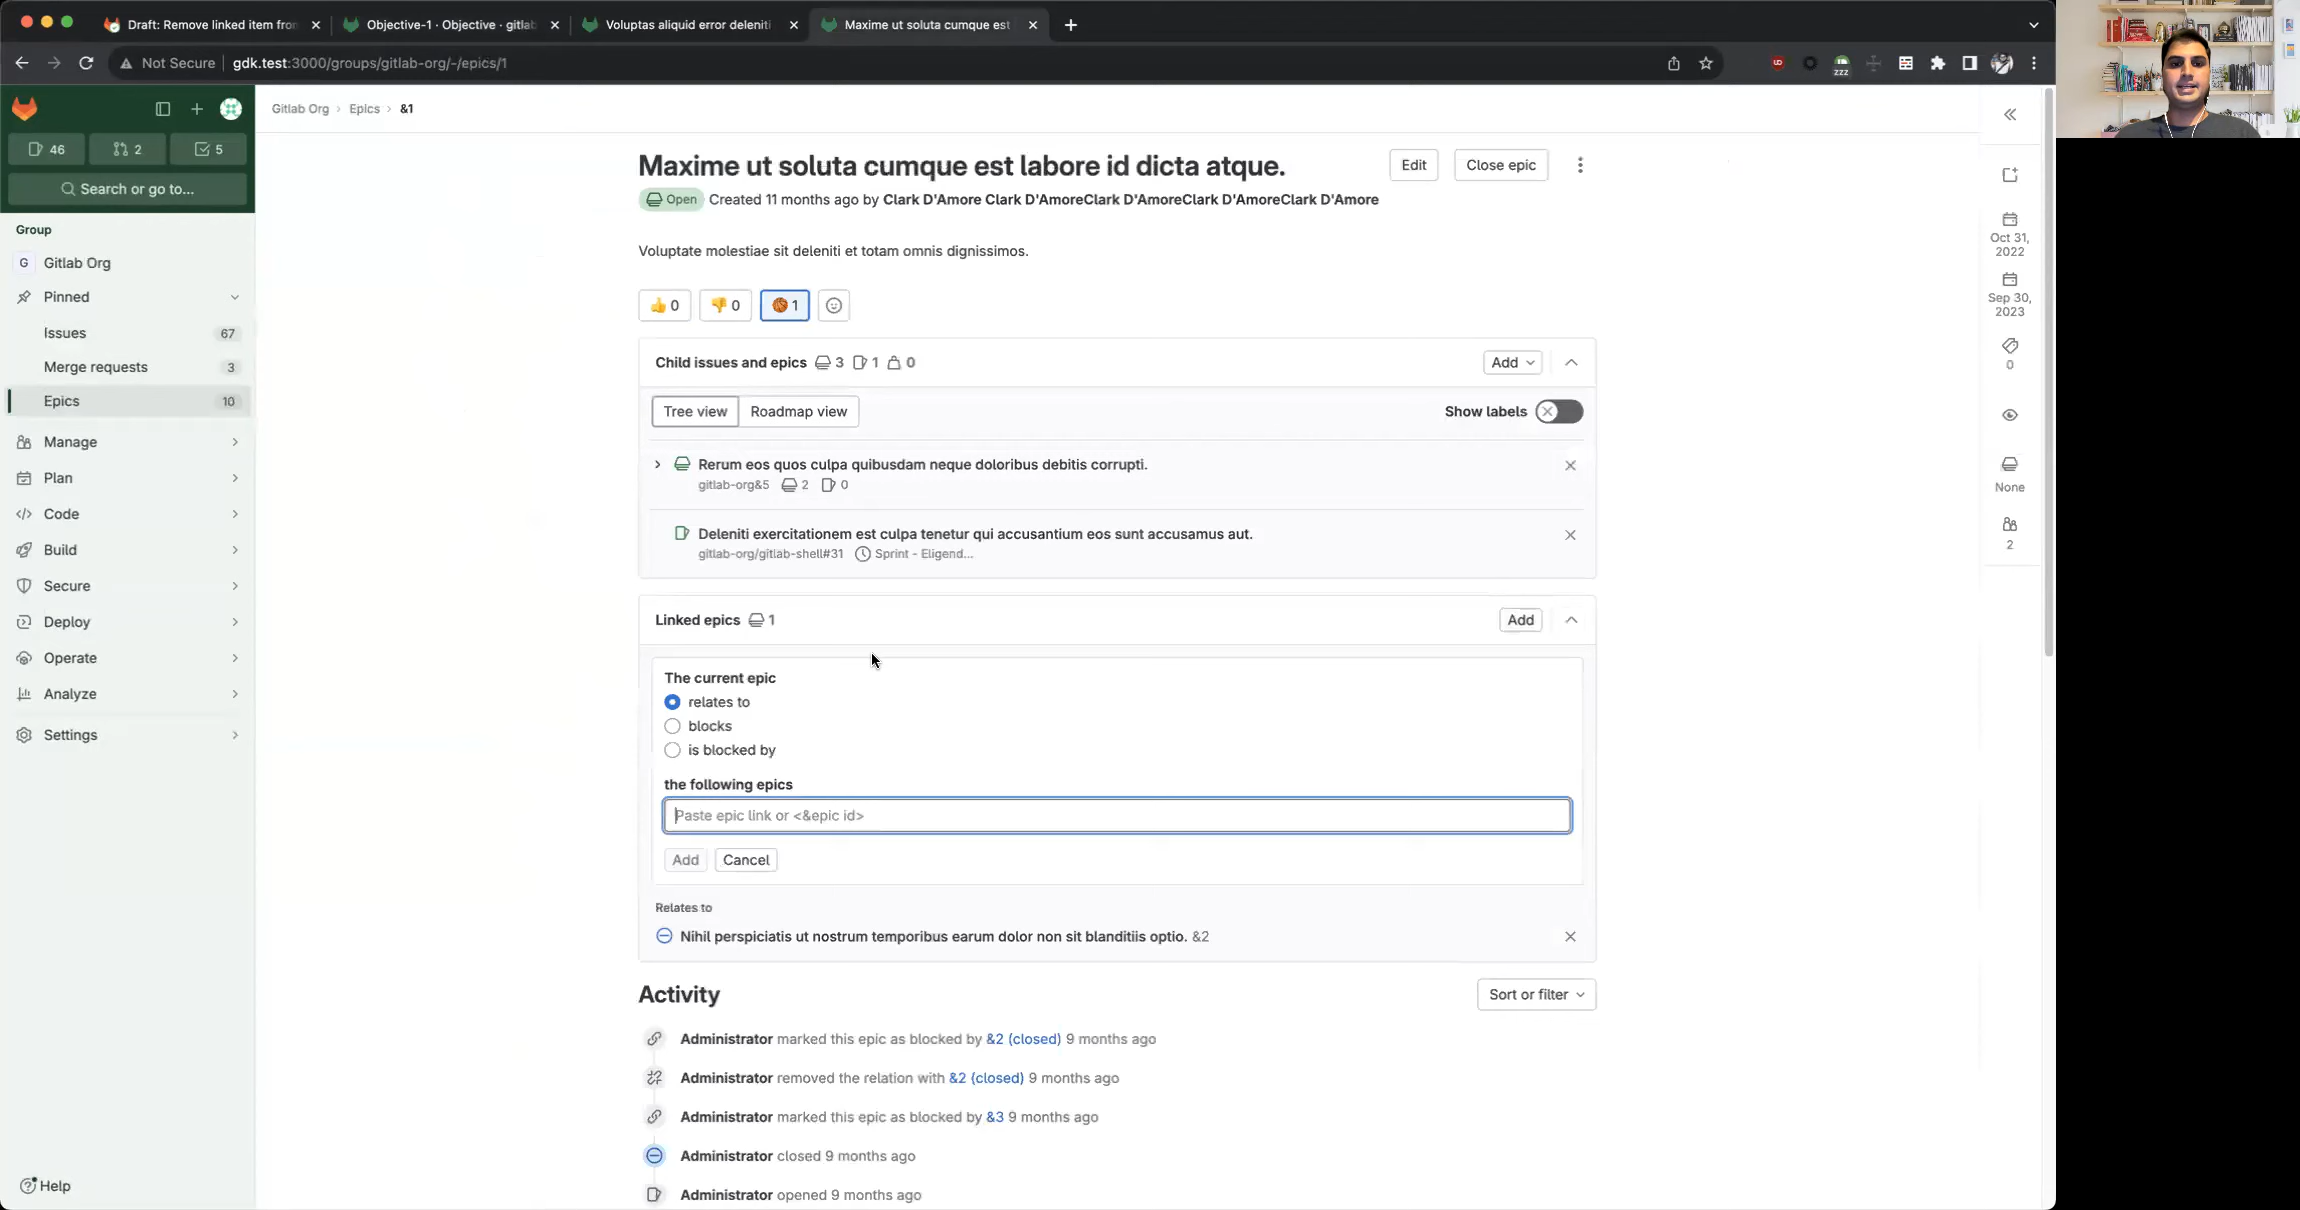 Draft: Remove linked item fro
Objective-1 · Objective · gitlab
Voluptas aliquid error deleniti
Maxime ut soluta cumque est
Not Secure
gdk.test:3000/groups/gitlab-org/-/epics/1
zzz
46
2
5
Search or go to...
Group
G
Gitlab Org
Pinned
Issues
67
Merge requests
3
Epics
10
Manage
Plan
Code
Build
Secure
Deploy
Operate
Analyze
Settings
Help
Gitlab Org › Epics › &1
Maxime ut soluta cumque est labore id dicta atque.
Edit
Close epic
Open
Created 11 months ago by Clark D'Amore Clark D'AmoreClark D'AmoreClark D'AmoreClark D'Amore
Voluptate molestiae sit deleniti et totam omnis dignissimos.
👍 0
👎 0
🏀 1
Child issues and epics 3 1 0
Add
Tree view
Roadmap view
Show labels
Rerum eos quos culpa quibusdam neque doloribus debitis corrupti.
gitlab-org&5 2 0
Deleniti exercitationem est culpa tenetur qui accusantium eos sunt accusamus aut.
gitlab-org/gitlab-shell#31 Sprint - Eligend...
Linked epics 1
Add
The current epic
relates to
blocks
is blocked by
the following epics
Paste epic link or <&epic id>
Add
Cancel
Relates to
Nihil perspiciatis ut nostrum temporibus earum dolor non sit blanditiis optio. &2
Activity
Sort or filter
Administrator marked this epic as blocked by &2 (closed) 9 months ago
Administrator removed the relation with &2 (closed) 9 months ago
Administrator marked this epic as blocked by &3 9 months ago
Administrator closed 9 months ago
Administrator opened 9 months ago
Oct 31,
2022
Sep 30,
2023
0
None
2